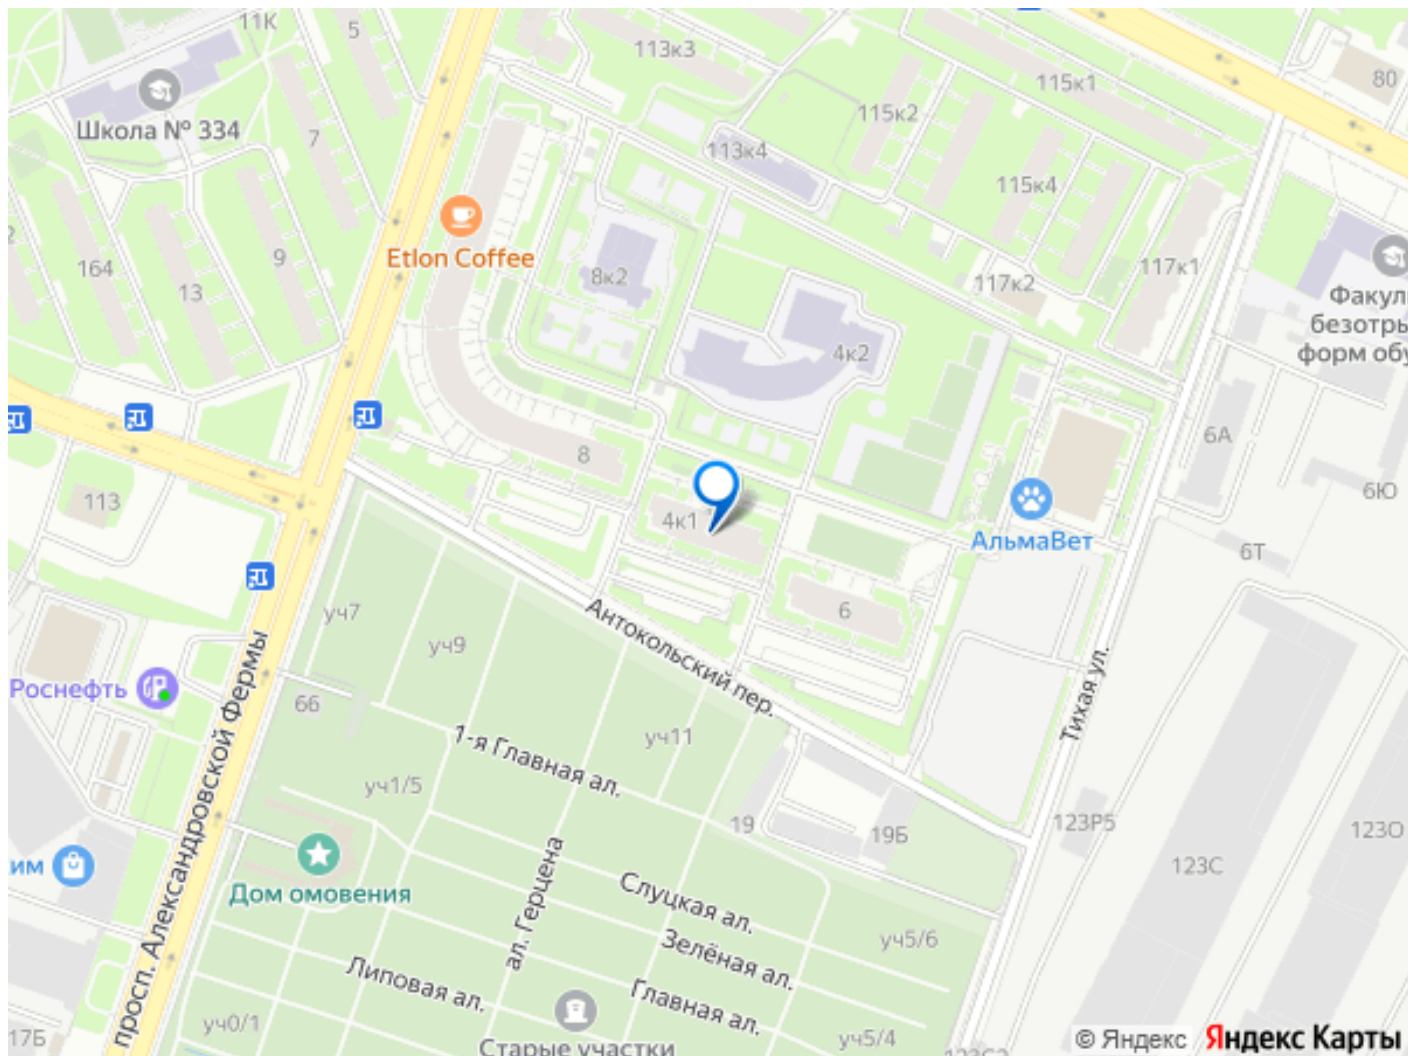 11К
5
113к3
115к1
80
115к2
Школа № 334
7
113к4
115к4
Etlon Coffee
9
164
13
8к2
117к2
117к1
Факул
безотры
форм обу
4к2
6А
8
113
4к1
6Ю
АльмаВет
6Т
уч7
уч9
6
Антокольский пер.
Тихая ул.
Роснефть
просп. Александровской Фермы
66
1-я Главная ал.
уч11
уч1/5
19
19Б
123Р5
123О
123С
им
Дом омовения
ал. Герцена
Слуцкая ал.
Зелёная ал.
уч5/6
Липовая ал.
Главная ал.
уч0/1
17Б
Старые участки
уч5/4
© Яндекс Яндекс Карты